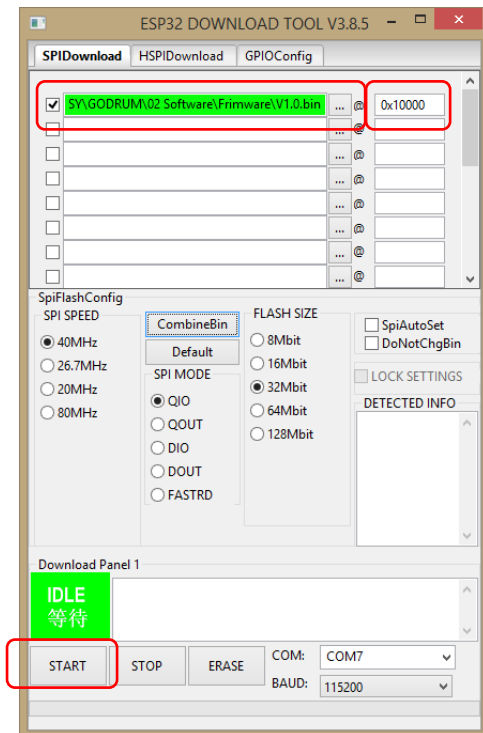 ESP32 DOWNLOAD TOOL V3.8.5
SPIDownload HSPIDownload GPIOConfig
SY\GODRUM\02 Software\Frimware\V1.0.bin ... @ 0x10000
... @
... @
... @
... @
... @
... @
... @
SpiFlashConfig
SPI SPEED
40MHz
26.7MHz
20MHz
80MHz
CombineBin
Default
SPI MODE
QIO
QOUT
DIO
DOUT
FASTRD
FLASH SIZE
8Mbit
16Mbit
32Mbit
64Mbit
128Mbit
SpiAutoSet
DoNotChgBin
LOCK SETTINGS
DETECTED INFO
Download Panel 1
IDLE
等待
START STOP ERASE
COM: COM7
BAUD: 115200